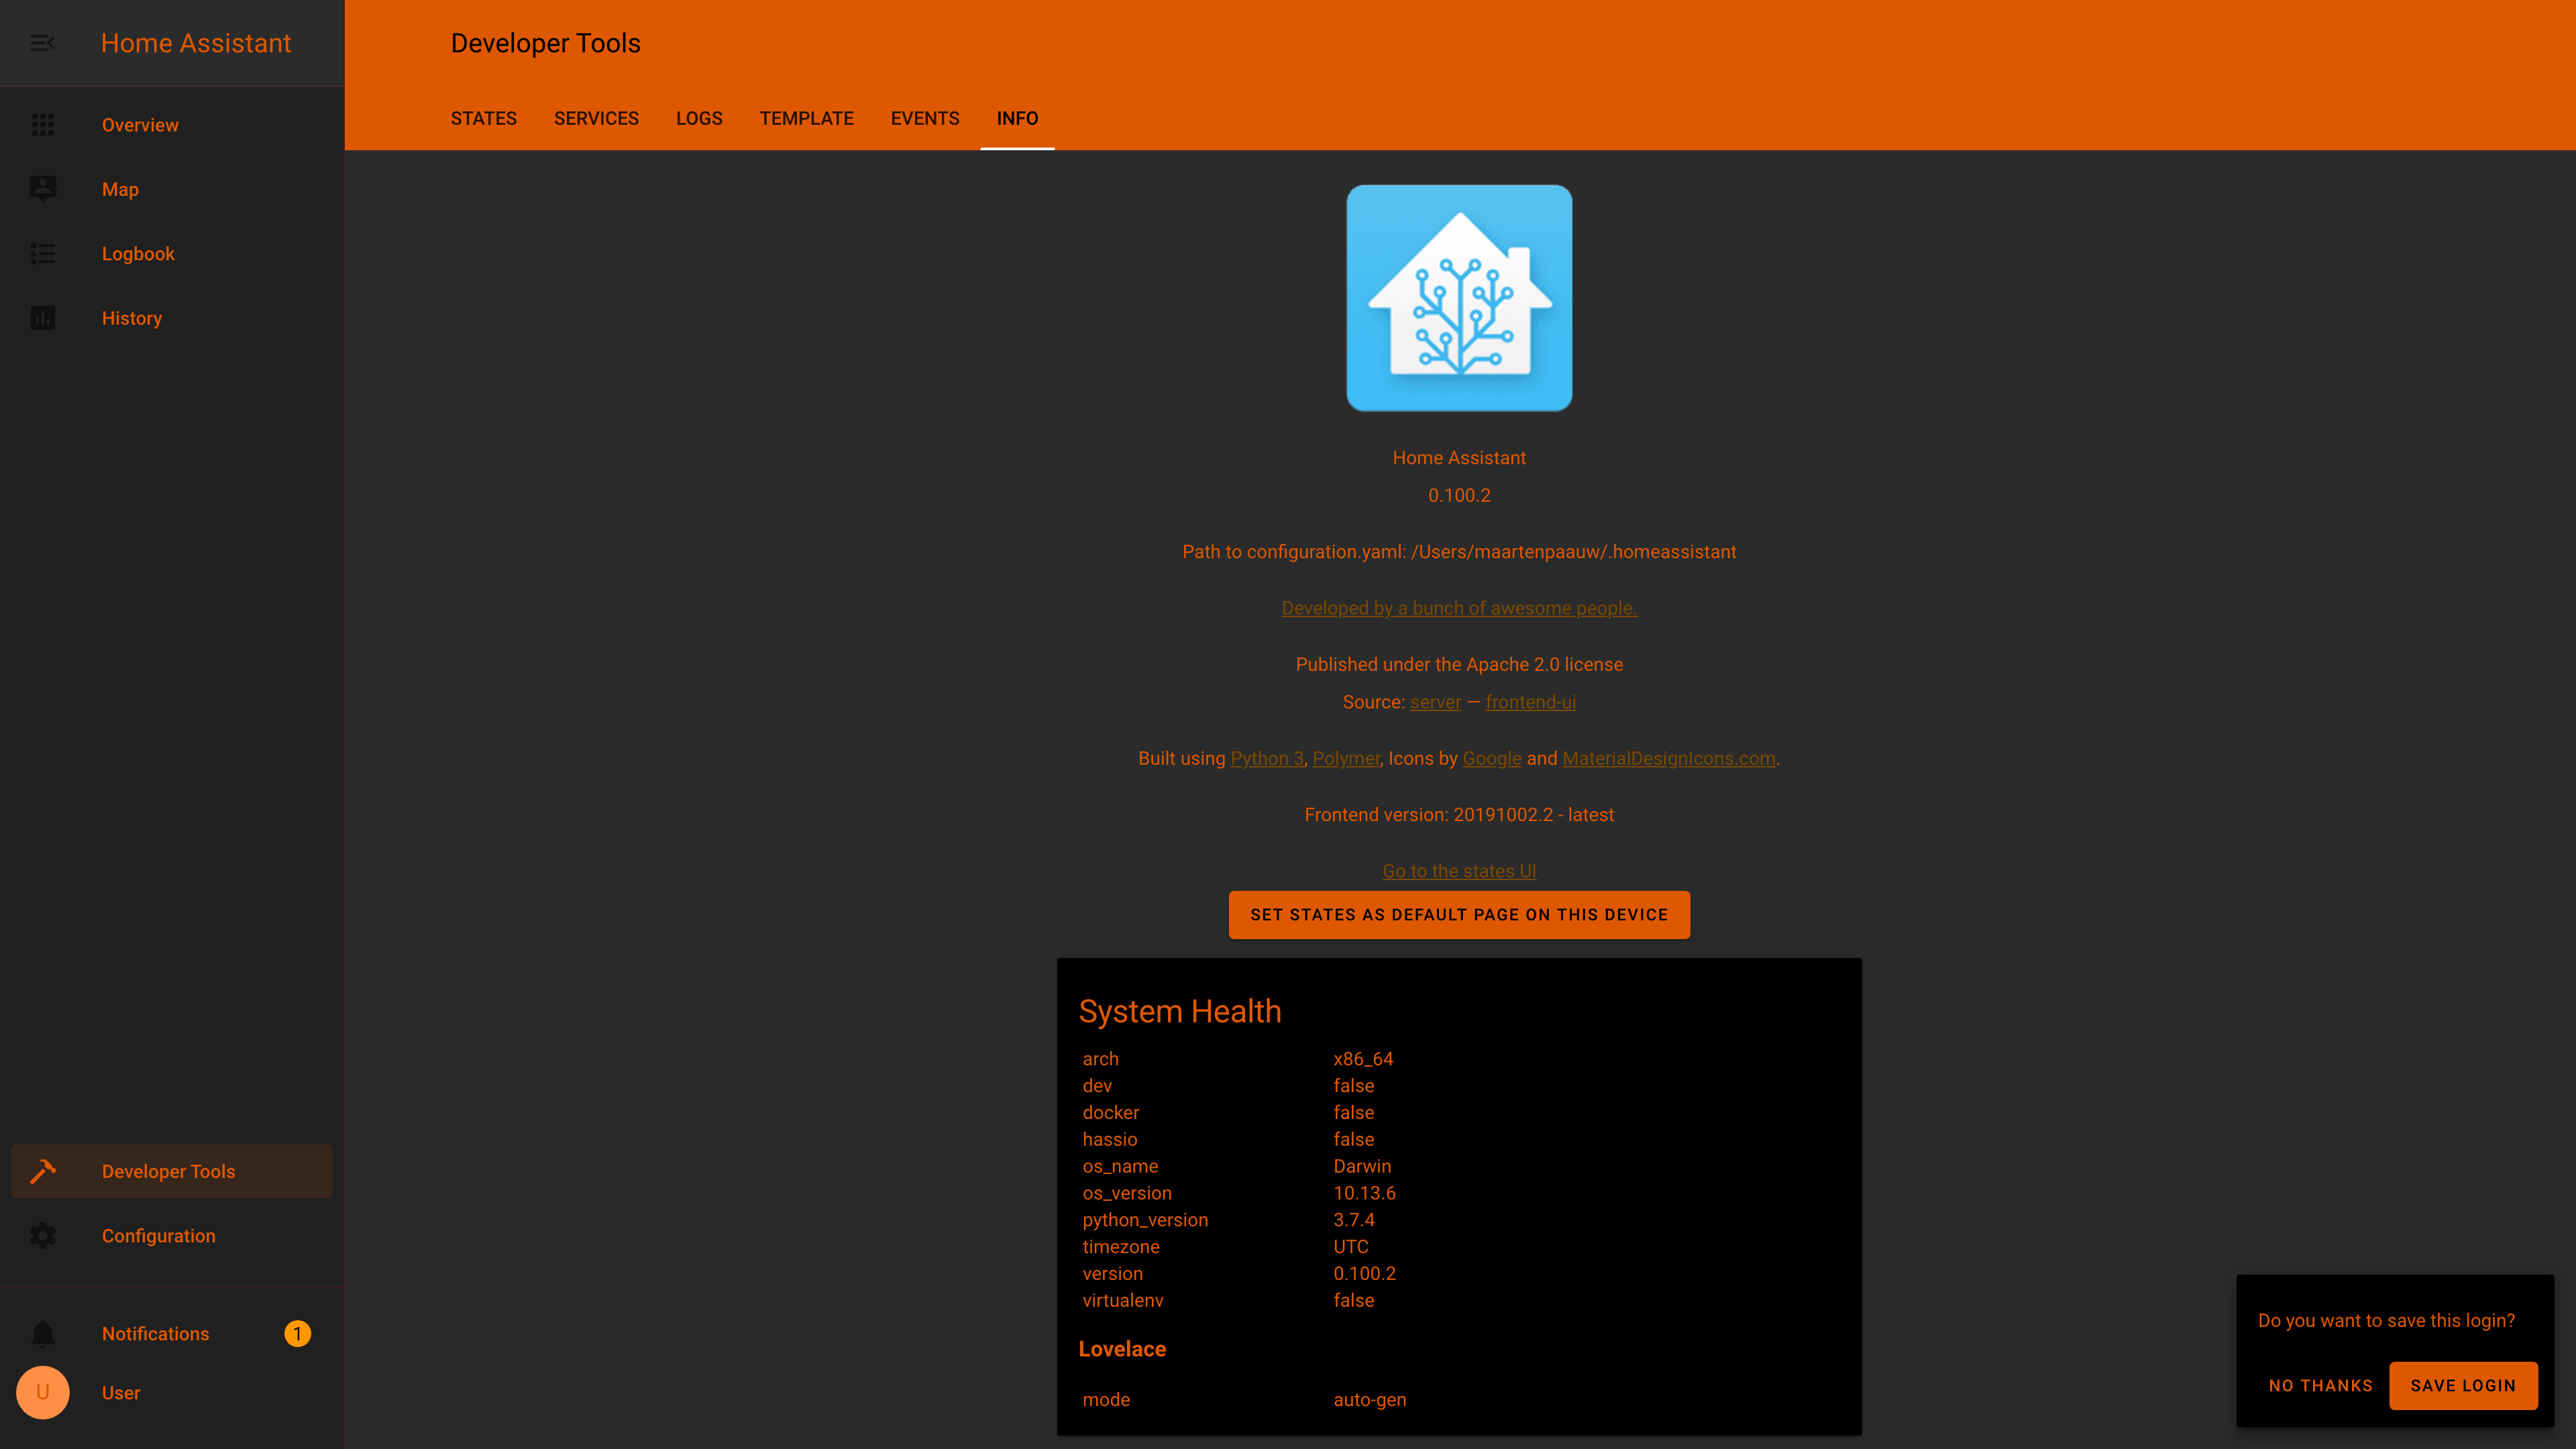 Home Assistant
Developer Tools
STATES SERVICES LOGS TEMPLATE EVENTS INFO
Overview
Map
Logbook
History
Developer Tools
Configuration
Notifications 1
U User
Home Assistant
0.100.2
Path to configuration.yaml: /Users/maartenpaauw/.homeassistant
Developed by a bunch of awesome people.
Published under the Apache 2.0 license
Source: server — frontend-ui
Built using Python 3, Polymer, Icons by Google and MaterialDesignIcons.com.
Frontend version: 20191002.2 - latest
Go to the states UI
SET STATES AS DEFAULT PAGE ON THIS DEVICE
System Health
arch x86_64
dev false
docker false
hassio false
os_name Darwin
os_version 10.13.6
python_version 3.7.4
timezone UTC
version 0.100.2
virtualenv false
Lovelace
mode auto-gen
Do you want to save this login?
NO THANKS SAVE LOGIN